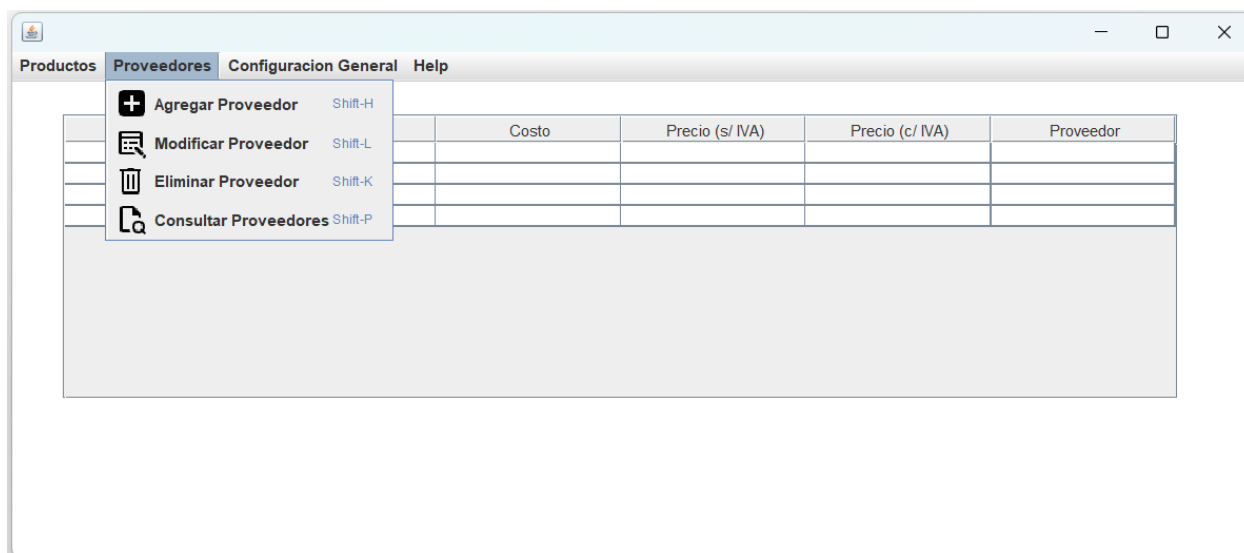 Productos Proveedores Configuracion General Help
Agregar Proveedor Shift-H
Modificar Proveedor Shift-L
Eliminar Proveedor Shift-K
Consultar Proveedores Shift-P
Costo Precio (s/ IVA) Precio (c/ IVA) Proveedor